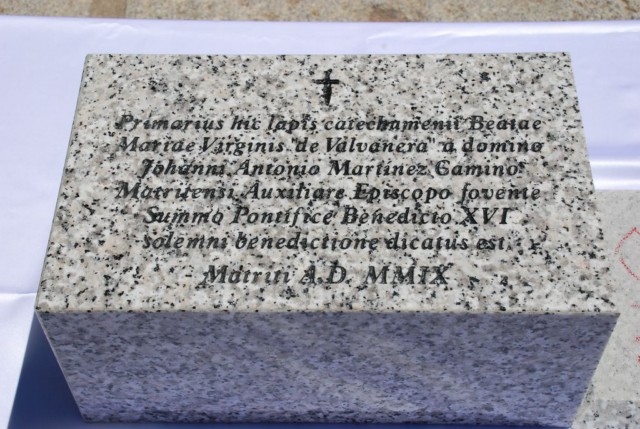 Primarius hic lapis catechamenii Beatae
Mariae Virginis de Valvanera a domino
Johanni Antonio Martinez Camino
Matritensi Auxiliare Episcopo fovente
Summo Pontifice Benedicto XVI
solemni benedictione dicatus est.
Matriti A.D. MMIX